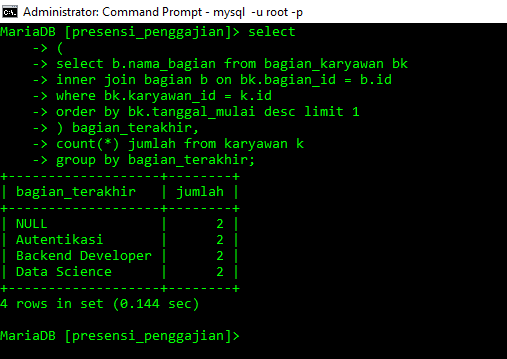 Administrator: Command Prompt - mysql -u root -p
MariaDB [presensi_penggajian]> select
    -> (
    -> select b.nama_bagian from bagian_karyawan bk
    -> inner join bagian b on bk.bagian_id = b.id
    -> where bk.karyawan_id = k.id
    -> order by bk.tanggal_mulai desc limit 1
    -> ) bagian_terakhir,
    -> count(*) jumlah from karyawan k
    -> group by bagian_terakhir;
+-------------------+--------+
| bagian_terakhir   | jumlah |
+-------------------+--------+
| NULL              |      2 |
| Autentikasi       |      2 |
| Backend Developer |      2 |
| Data Science      |      2 |
+-------------------+--------+
4 rows in set (0.144 sec)
MariaDB [presensi_penggajian]>